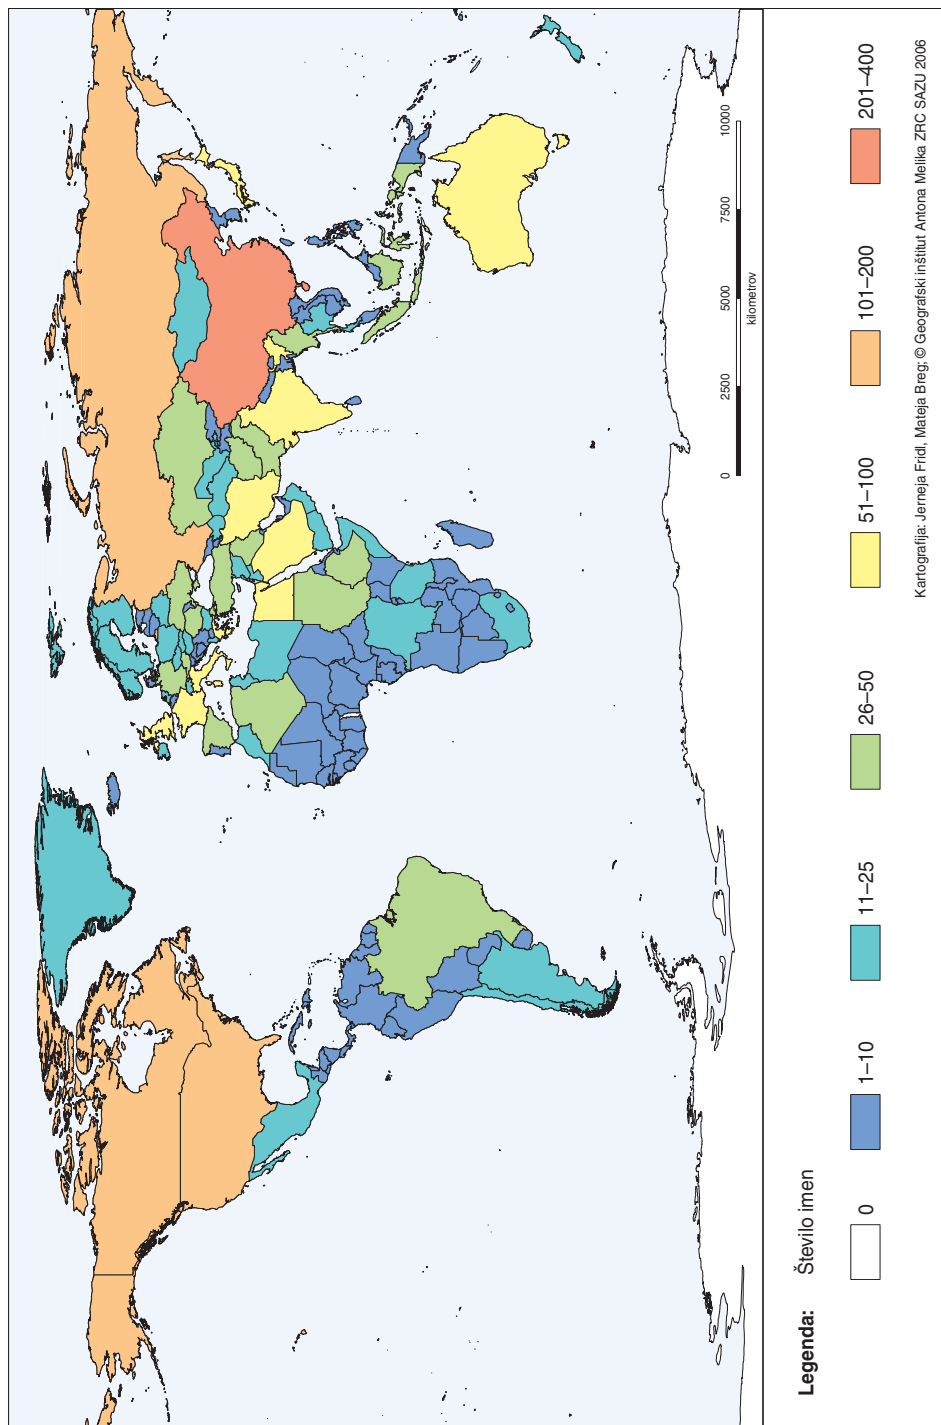 0 2500 5000 7500 10000
kilometrov
Legenda: Število imen
0 1–10 11–25 26–50 51–100 101–200 201–400
Kartografija: Jerneja Fridl, Mateja Breg; © Geografski inštitut Antona Melika ZRC SAZU 2006